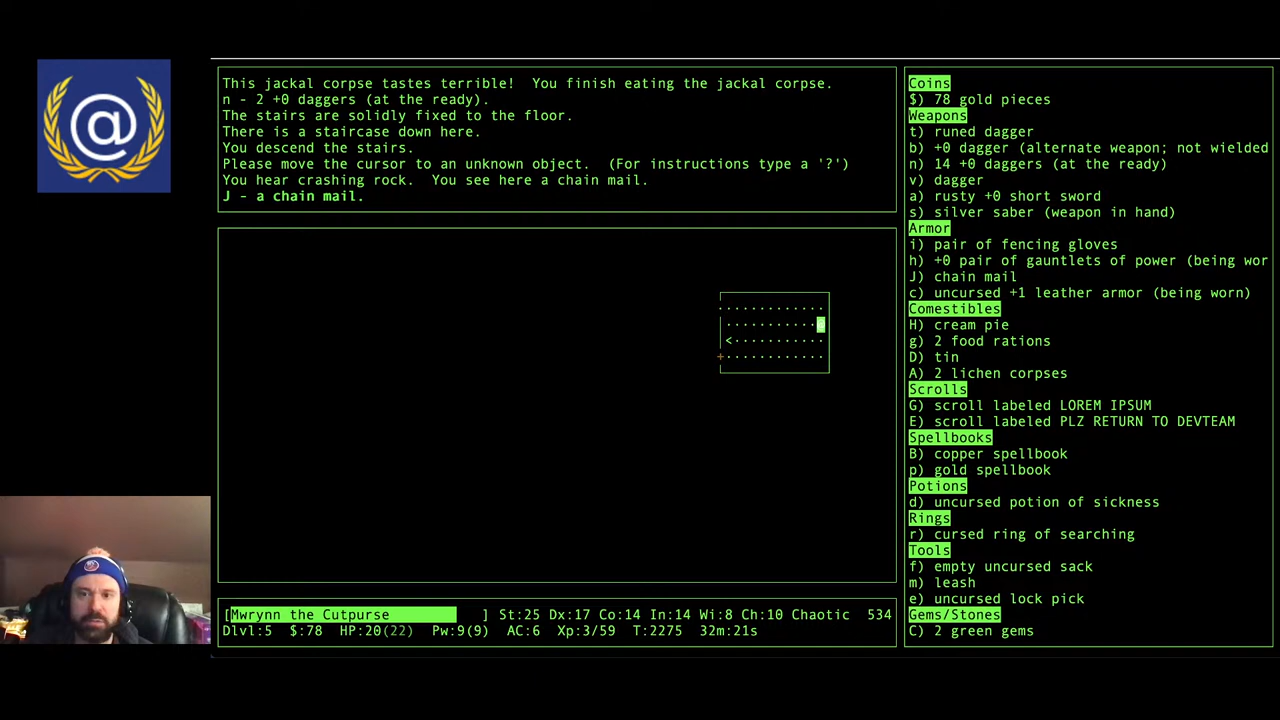 This jackal corpse tastes terrible!  You finish eating the jackal corpse.
n - 2 +0 daggers (at the ready).
The stairs are solidly fixed to the floor.
There is a staircase down here.
You descend the stairs.
Please move the cursor to an unknown object.  (For instructions type a '?')
You hear crashing rock.  You see here a chain mail.
J - a chain mail.
@
............
..........
<...........
+............
[Mwrynn the Cutpurse          ] St:25 Dx:17 Co:14 In:14 Wi:8 Ch:10 Chaotic  534
Dlvl:5  $:78  HP:20(22)  Pw:9(9)  AC:6  Xp:3/59  T:2275  32m:21s
Coins
$) 78 gold pieces
Weapons
t) runed dagger
b) +0 dagger (alternate weapon; not wielded
n) 14 +0 daggers (at the ready)
v) dagger
a) rusty +0 short sword
s) silver saber (weapon in hand)
Armor
i) pair of fencing gloves
h) +0 pair of gauntlets of power (being wor
J) chain mail
c) uncursed +1 leather armor (being worn)
Comestibles
H) cream pie
g) 2 food rations
D) tin
A) 2 lichen corpses
Scrolls
G) scroll labeled LOREM IPSUM
E) scroll labeled PLZ RETURN TO DEVTEAM
Spellbooks
B) copper spellbook
p) gold spellbook
Potions
d) uncursed potion of sickness
Rings
r) cursed ring of searching
Tools
f) empty uncursed sack
m) leash
e) uncursed lock pick
Gems/Stones
C) 2 green gems